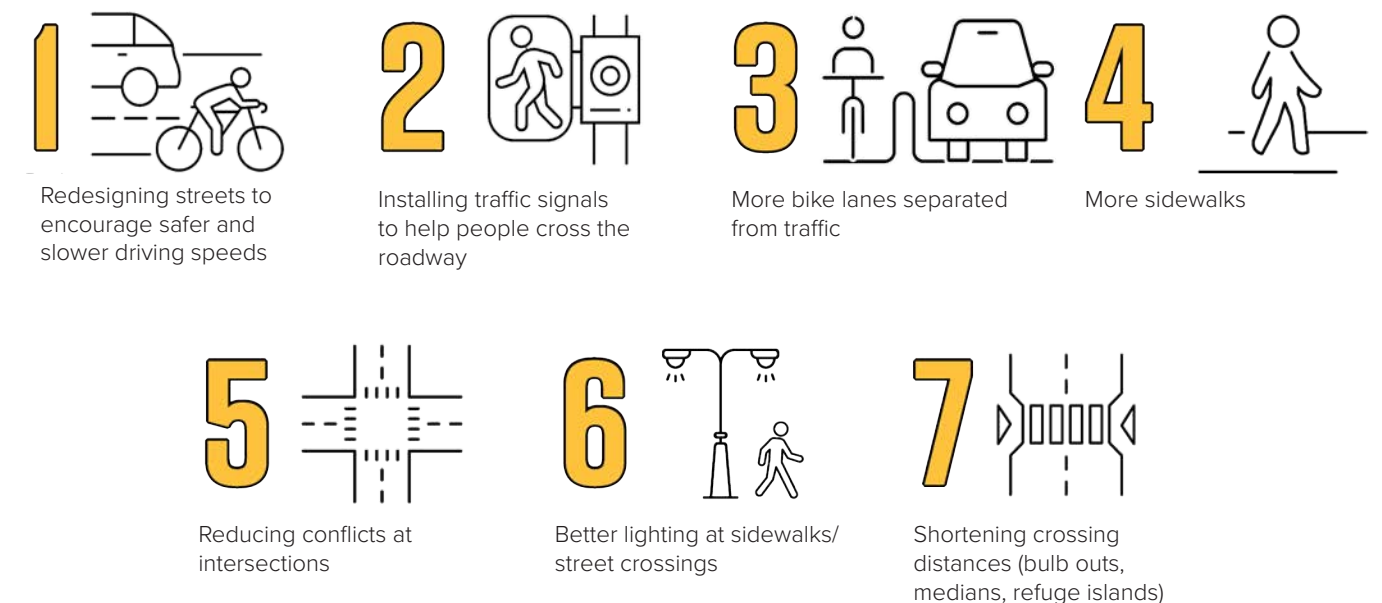 1
Redesigning streets to
encourage safer and
slower driving speeds
2
Installing traffic signals
to help people cross the
roadway
3
More bike lanes separated
from traffic
4
More sidewalks
5
Reducing conflicts at
intersections
6
Better lighting at sidewalks/
street crossings
7
Shortening crossing
distances (bulb outs,
medians, refuge islands)